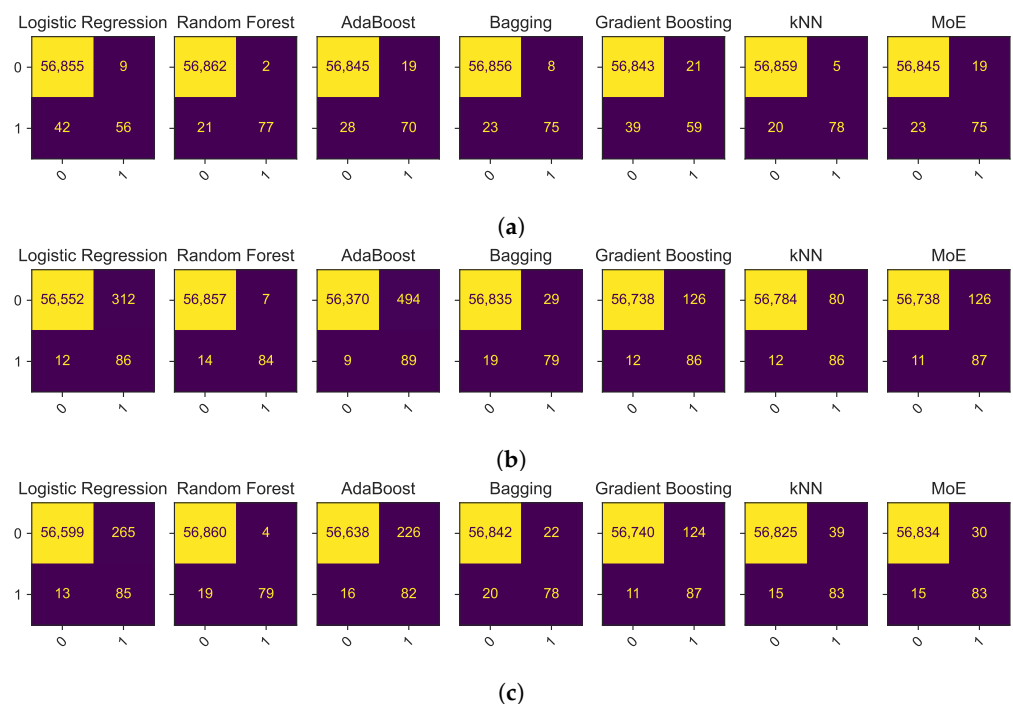 Logistic Regression Random Forest AdaBoost Bagging Gradient Boosting kNN MoE
0 56,855 9 56,862 2 56,845 19 56,856 8 56,843 21 56,859 5 56,845 19
1 42 56 21 77 28 70 23 75 39 59 20 78 23 75
0 1 0 1 0 1 0 1 0 1 0 1 0 1
(a)
Logistic Regression Random Forest AdaBoost Bagging Gradient Boosting kNN MoE
0 56,552 312 56,857 7 56,370 494 56,835 29 56,738 126 56,784 80 56,738 126
1 12 86 14 84 9 89 19 79 12 86 12 86 11 87
0 1 0 1 0 1 0 1 0 1 0 1 0 1
(b)
Logistic Regression Random Forest AdaBoost Bagging Gradient Boosting kNN MoE
0 56,599 265 56,860 4 56,638 226 56,842 22 56,740 124 56,825 39 56,834 30
1 13 85 19 79 16 82 20 78 11 87 15 83 15 83
0 1 0 1 0 1 0 1 0 1 0 1 0 1
(c)